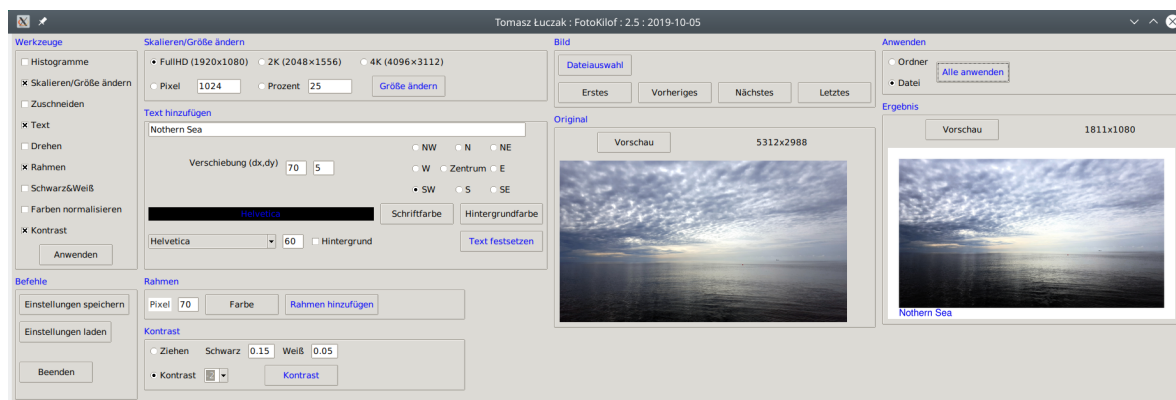 Tomasz Łuczak : FotoKilof : 2.5 : 2019-10-05
Werkzeuge
Histogramme
Skalieren/Größe ändern
Zuschneiden
Text
Drehen
Rahmen
Schwarz&Weiß
Farben normalisieren
Kontrast
Anwenden
Befehle
Einstellungen speichern
Einstellungen laden
Beenden
Skalieren/Größe ändern
FullHD (1920x1080) 2K (2048×1556) 4K (4096×3112)
Pixel 1024 Prozent 25 Größe ändern
Text hinzufügen
Nothern Sea
NW N NE
Verschiebung (dx,dy) 70 5
W Zentrum E
SW S SE
Helvetica Schriftfarbe Hintergrundfarbe
Helvetica 60 Hintergrund Text festsetzen
Rahmen
Pixel 70 Farbe Rahmen hinzufügen
Kontrast
Ziehen Schwarz 0.15 Weiß 0.05
Kontrast Kontrast
Bild
Dateiauswahl
Erstes Vorheriges Nächstes Letztes
Original
Vorschau 5312x2988
Anwenden
Ordner
Datei
Alle anwenden
Ergebnis
Vorschau 1811x1080
Nothern Sea